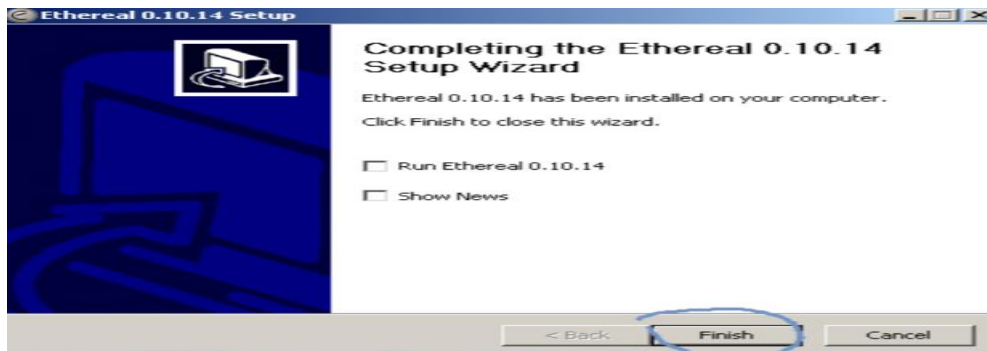 Ethereal 0.10.14 Setup
Completing the Ethereal 0.10.14
Setup Wizard
Ethereal 0.10.14 has been installed on your computer.
Click Finish to close this wizard.
Run Ethereal 0.10.14
Show News
< Back Finish Cancel